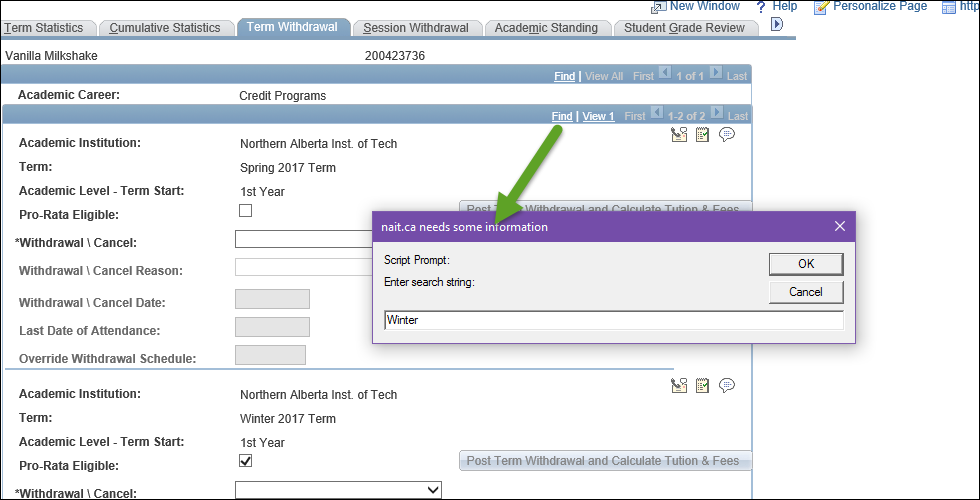 New Window ? Help Personalize Page http
Term Statistics Cumulative Statistics Term Withdrawal Session Withdrawal Academic Standing Student Grade Review
Vanilla Milkshake 200423736
Find | View All First 1 of 1 Last
Academic Career: Credit Programs
Find | View 1 First 1-2 of 2 Last
Academic Institution: Northern Alberta Inst. of Tech
Term: Spring 2017 Term
Academic Level - Term Start: 1st Year
Pro-Rata Eligible:
Post Term Withdrawal and Calculate Tution & Fees
nait.ca needs some information
*Withdrawal \ Cancel:
Script Prompt:
OK
Withdrawal \ Cancel Reason:
Enter search string:
Cancel
Withdrawal \ Cancel Date:
Winter
Last Date of Attendance:
Override Withdrawal Schedule:
Academic Institution: Northern Alberta Inst. of Tech
Term: Winter 2017 Term
Academic Level - Term Start: 1st Year
Pro-Rata Eligible:
Post Term Withdrawal and Calculate Tution & Fees
*Withdrawal \ Cancel: